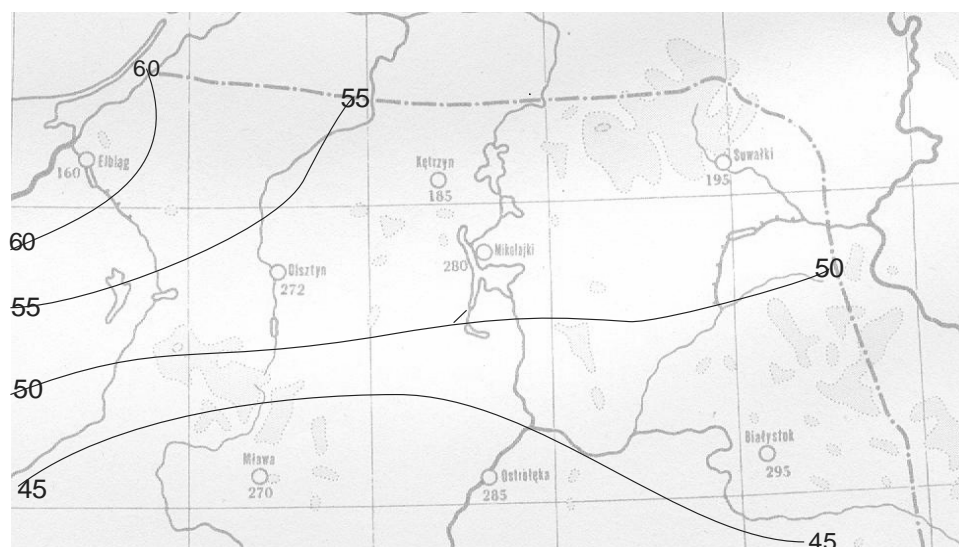 60
55
Elbląg
160
Kętrzyn
185
Suwałki
195
60
Mikołajki
280
Olsztyn
272
50
55
50
Białystok
295
Mława
270
Ostrołęka
285
45
45